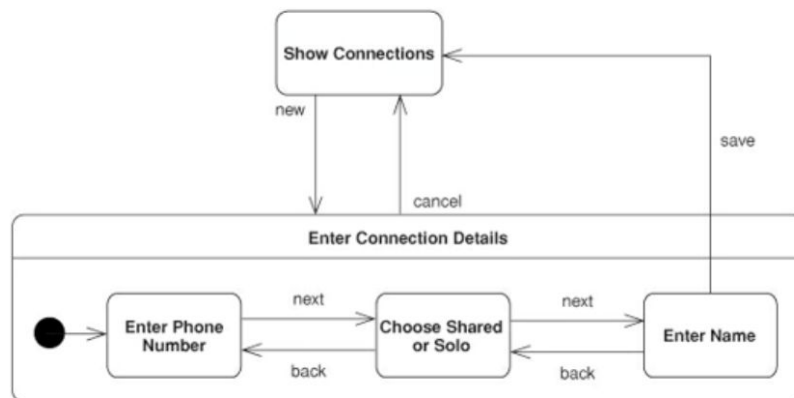 Show Connections
new
save
cancel
Enter Connection Details
next
next
Enter Phone
Number
Choose Shared
or Solo
Enter Name
back
back